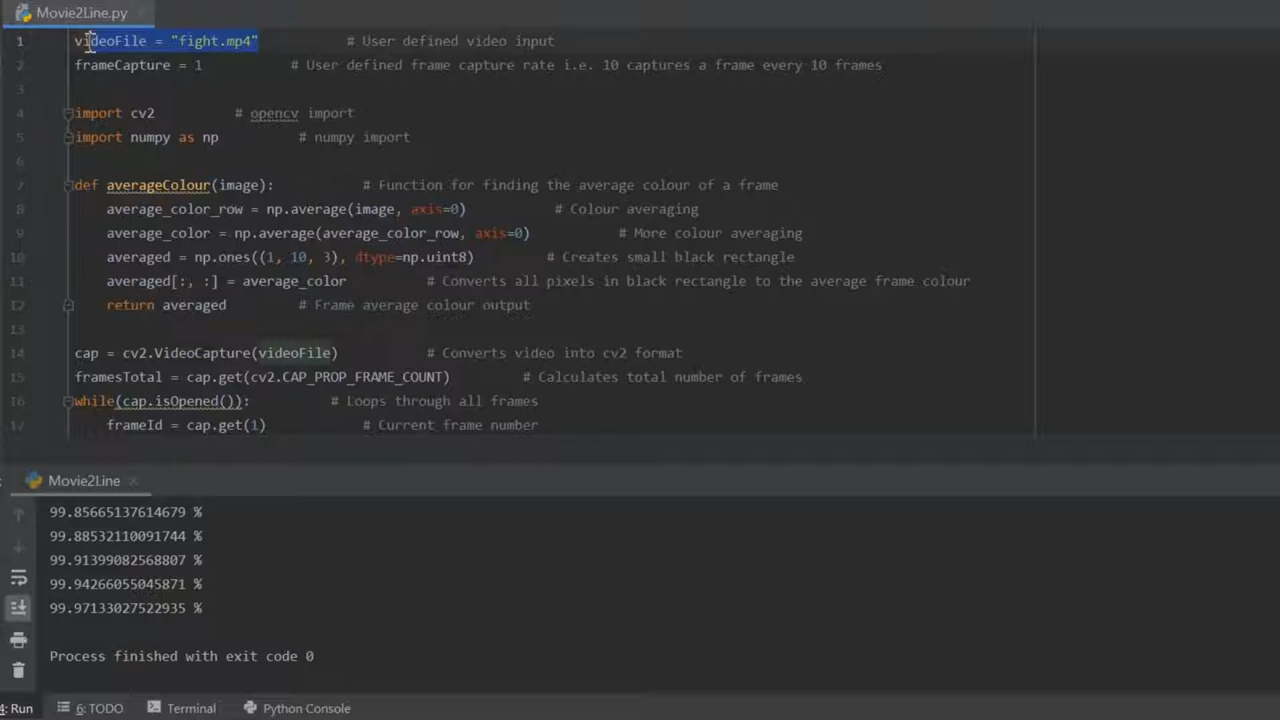 Movie2Line.py
1 videoFile = "fight.mp4" # User defined video input
2 frameCapture = 1 # User defined frame capture rate i.e. 10 captures a frame every 10 frames
3
4 import cv2 # opencv import
5 import numpy as np # numpy import
6
7 def averageColour(image): # Function for finding the average colour of a frame
8 average_color_row = np.average(image, axis=0) # Colour averaging
9 average_color = np.average(average_color_row, axis=0) # More colour averaging
10 averaged = np.ones((1, 10, 3), dtype=np.uint8) # Creates small black rectangle
11 averaged[:, :] = average_color # Converts all pixels in black rectangle to the average frame colour
12 return averaged # Frame average colour output
13
14 cap = cv2.VideoCapture(videoFile) # Converts video into cv2 format
15 framesTotal = cap.get(cv2.CAP_PROP_FRAME_COUNT) # Calculates total number of frames
16 while(cap.isOpened()): # Loops through all frames
17 frameId = cap.get(1) # Current frame number
: Movie2Line
99.85665137614679 %
99.88532110091744 %
99.91399082568807 %
99.94266055045871 %
99.97133027522935 %
Process finished with exit code 0
4: Run 6: TODO Terminal Python Console